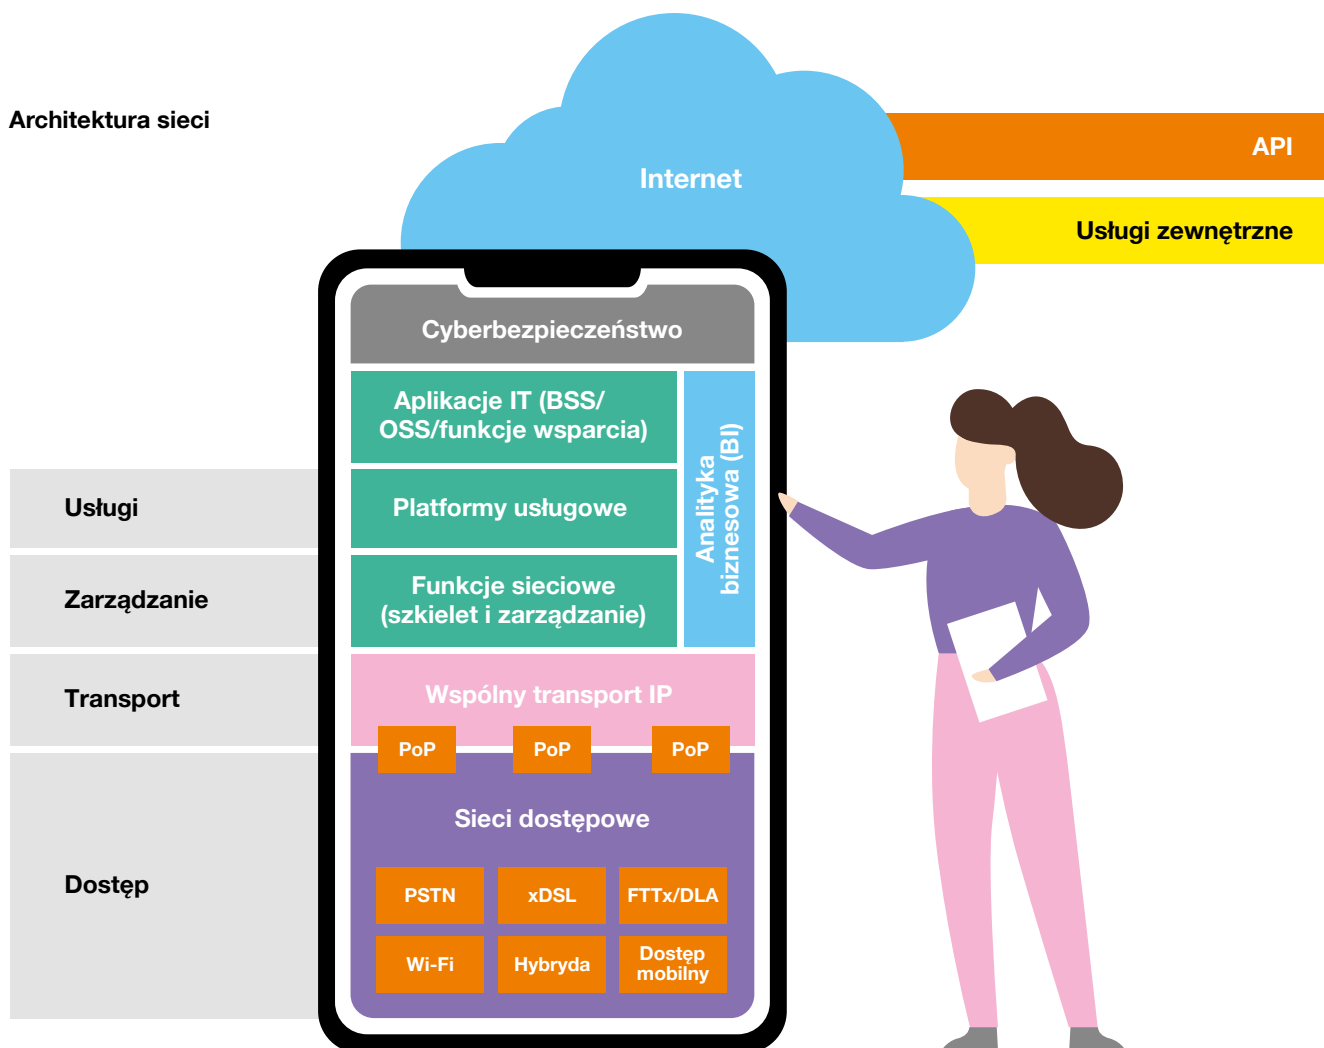 Architektura sieci
Internet
API
Usługi zewnętrzne
Cyberbezpieczeństwo
Aplikacje IT (BSS/
OSS/funkcje wsparcia)
Analityka
biznesowa (BI)
Usługi
Platformy usługowe
Zarządzanie
Funkcje sieciowe
(szkielet i zarządzanie)
Transport
Wspólny transport IP
PoP
PoP
PoP
Dostęp
Sieci dostępowe
PSTN
xDSL
FTTx/DLA
Wi-Fi
Hybryda
Dostęp
mobilny